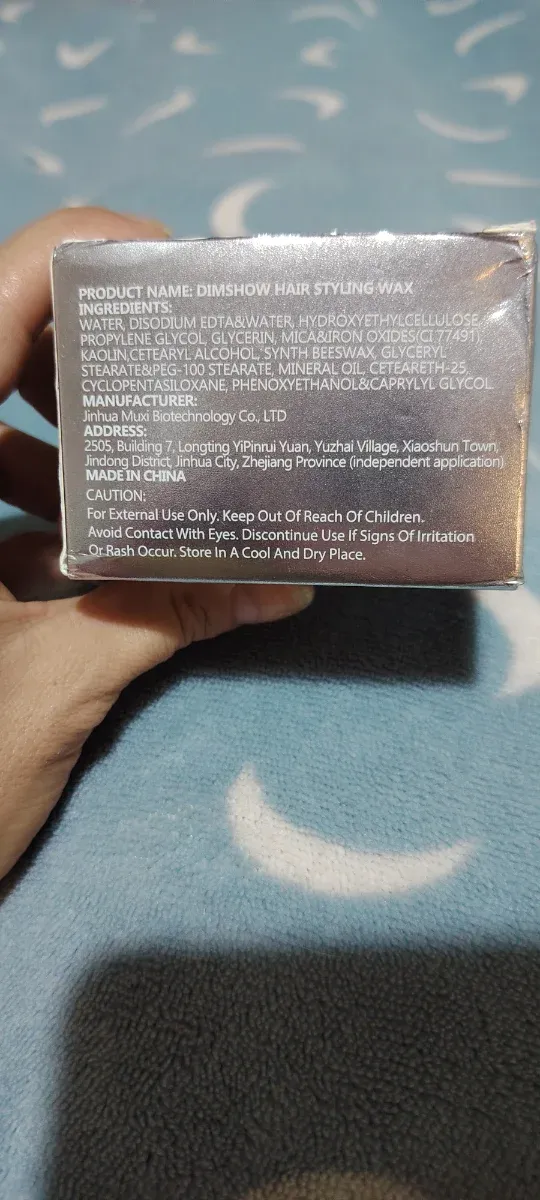 PRODUCT NAME: DIMSHOW HAIR STYLING WAX
INGREDIENTS:
WATER, DISODIUM EDTA&WATER, HYDROXYETHYLCELLULOSE,
PROPYLENE GLYCOL, GLYCERIN, MICA&IRON OXIDES(CI 77491),
KAOLIN,CETEARYL ALCOHOL, SYNTH BEESWAX, GLYCERYL
STEARATE&PEG-100 STEARATE, MINERAL OIL, CETEARETH-25,
CYCLOPENTASILOXANE, PHENOXYETHANOL&CAPRYLYL GLYCOL.
MANUFACTURER:
Jinhua Muxi Biotechnology Co., LTD
ADDRESS:
2505, Building 7, Longting YiPinrui Yuan, Yuzhai Village, Xiaoshun Town,
Jindong District, Jinhua City, Zhejiang Province (independent application)
MADE IN CHINA
CAUTION:
For External Use Only. Keep Out Of Reach Of Children.
Avoid Contact With Eyes. Discontinue Use If Signs Of Irritation
Or Rash Occur. Store In A Cool And Dry Place.